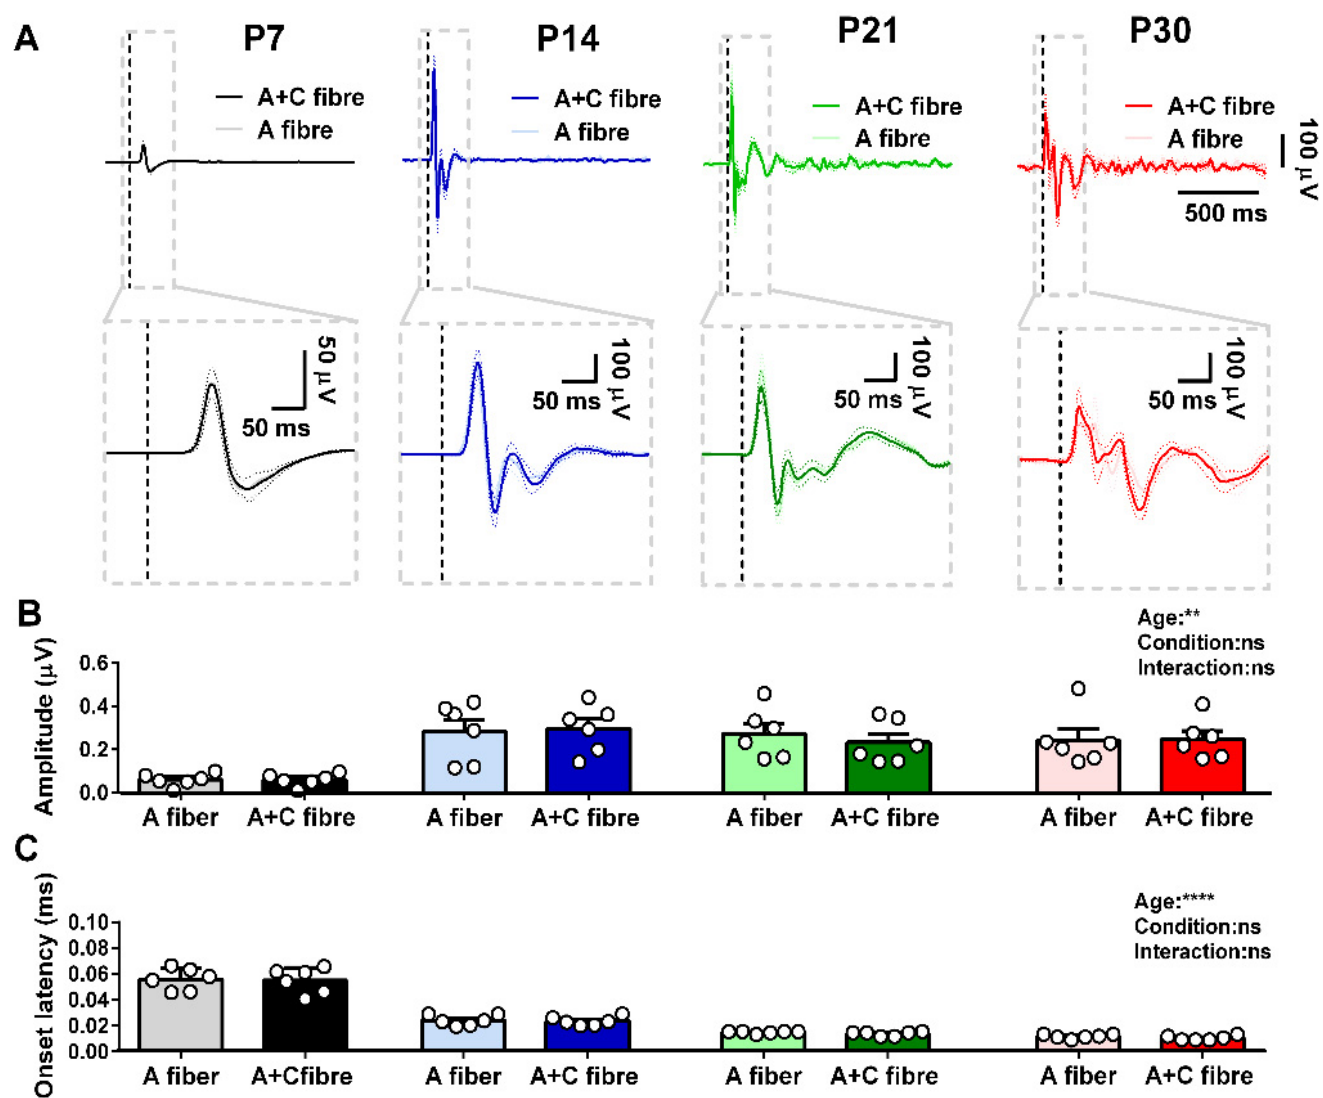 A
P7
P14
P21
P30
A+C fibre
A fibre
A+C fibre
A fibre
A+C fibre
A fibre
A+C fibre
A fibre
100 µV
500 ms
50 µV
50 ms
100 µV
50 ms
100 µV
50 ms
100 µV
50 ms
B
Age:**
Condition:ns
Interaction:ns
Amplitude (µV)
0.6
0.4
0.2
0.0
A fiber
A+C fibre
A fiber
A+C fibre
A fiber
A+C fibre
A fiber
A+C fibre
C
Age:****
Condition:ns
Interaction:ns
Onset latency (ms)
0.10
0.08
0.06
0.04
0.02
0.00
A fiber
A+Cfibre
A fiber
A+C fibre
A fiber
A+C fibre
A fiber
A+C fibre